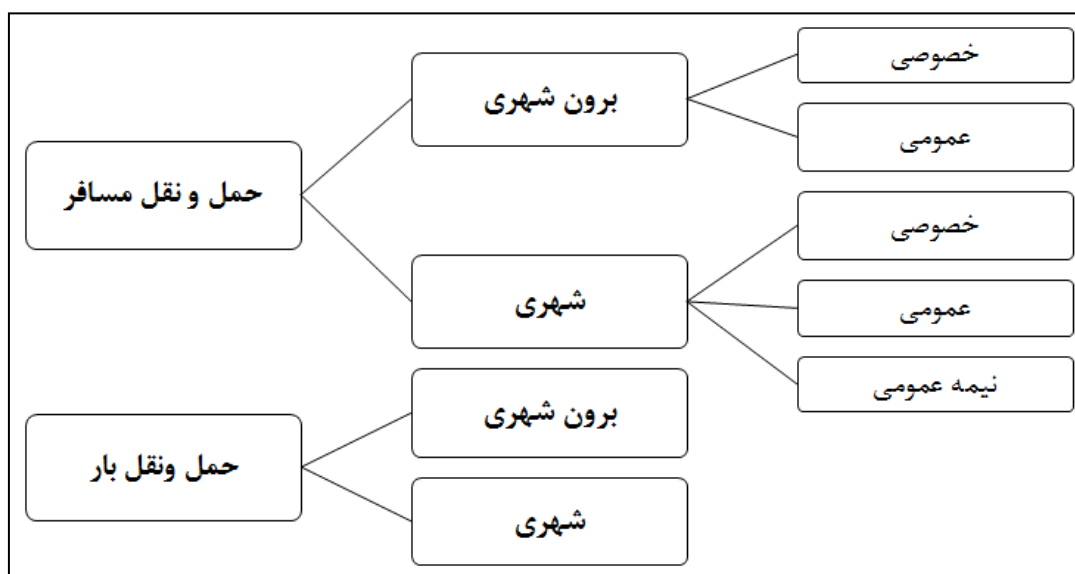 حمل و نقل مسافر
برون شهری
خصوصی
عمومی
شهری
خصوصی
عمومی
نیمه عمومی
حمل ونقل بار
برون شهری
شهری